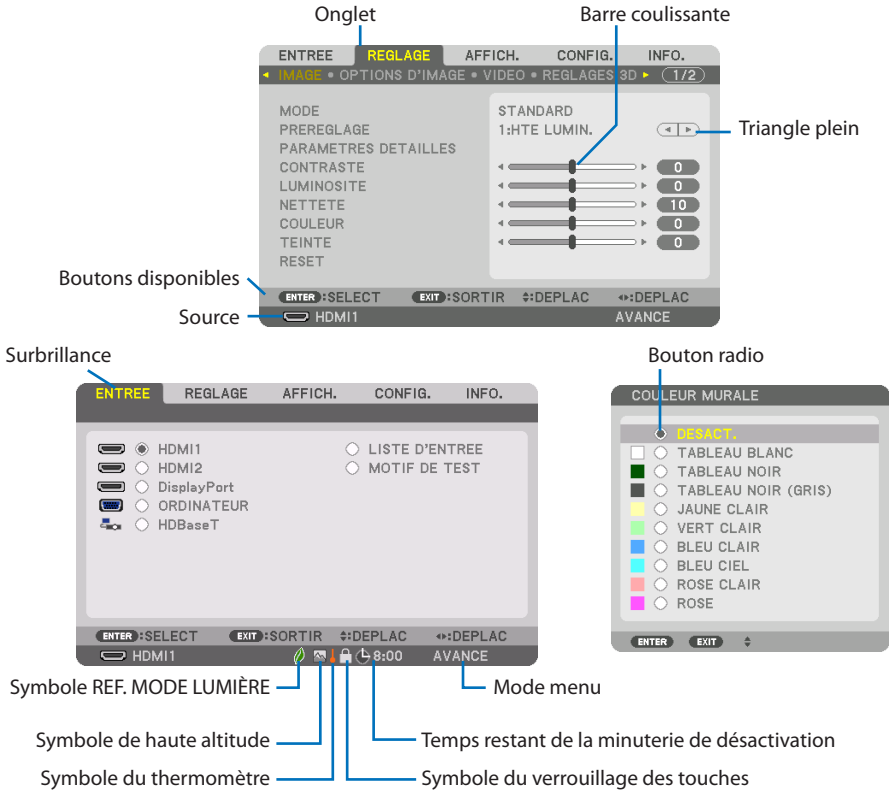 Onglet
Barre coulissante
ENTREE REGLAGE AFFICH. CONFIG. INFO.
IMAGE • OPTIONS D'IMAGE • VIDEO • REGLAGES 3D 1/2
MODE STANDARD
PREREGLAGE 1:HTE LUMIN.
Triangle plein
PARAMETRES DETAILLES
CONTRASTE 0
LUMINOSITE 0
NETTETE 10
COULEUR 0
TEINTE 0
RESET
Boutons disponibles
ENTER:SELECT EXIT:SORTIR :DEPLAC :DEPLAC
Source
HDMI1 AVANCE
Surbrillance
ENTREE REGLAGE AFFICH. CONFIG. INFO.
HDMI1 LISTE D'ENTREE
HDMI2 MOTIF DE TEST
DisplayPort
ORDINATEUR
HDBaseT
ENTER:SELECT EXIT:SORTIR :DEPLAC :DEPLAC
HDMI1 8:00 AVANCE
Bouton radio
COULEUR MURALE
DESACT.
TABLEAU BLANC
TABLEAU NOIR
TABLEAU NOIR (GRIS)
JAUNE CLAIR
VERT CLAIR
BLEU CLAIR
BLEU CIEL
ROSE CLAIR
ROSE
ENTER EXIT
Symbole REF. MODE LUMIÈRE
Mode menu
Symbole de haute altitude
Temps restant de la minuterie de désactivation
Symbole du thermomètre
Symbole du verrouillage des touches